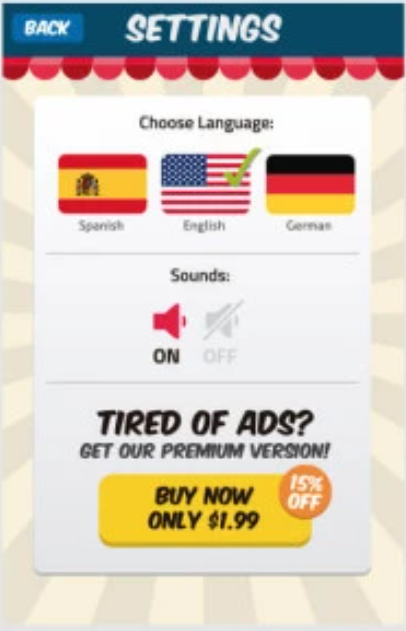 BACK
SETTINGS
Choose Language:
Spanish
English
German
Sounds:
ON
OFF
TIRED OF ADS?
GET OUR PREMIUM VERSION!
BUY NOW
ONLY $1.99
15%
OFF